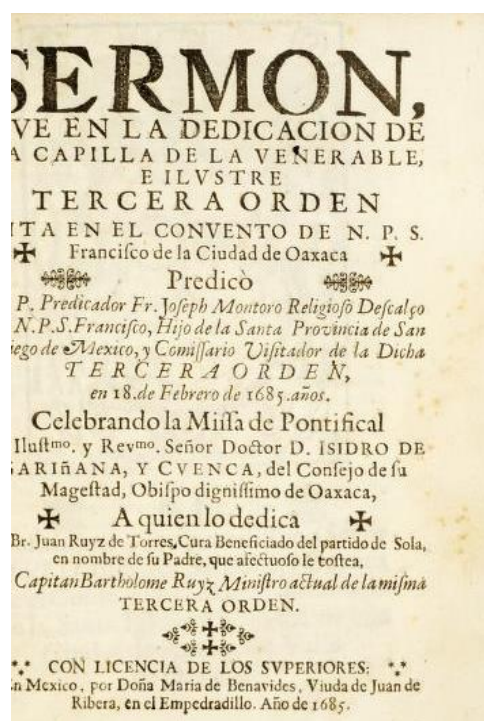 SERMON,
VE EN LA DEDICACION DE
A CAPILLA DE LA VENERABLE,
E ILVSTRE
TERCERA ORDEN
ITA EN EL CONVENTO DE N. P. S.
✠ Franciſco de la Ciudad de Oaxaca ✠
Predicò
P. Predicador Fr. Joſeph Montoro Religioſo Deſcalço
N.P.S. Franciſco, Hijo de la Santa Provincia de San
iego de Mexico, y Comiſſario Viſitador de la Dicha
TERCERA ORDEN,
en 18. de Febrero de 1685. años.
Celebrando la Miſſa de Pontifical
Iluſtmo. y Revmo. Señor Doctor D. ISIDRO DE
SARIñANA, Y CVENCA, del Conſejo de ſu
Mageſtad, Obiſpo digniſſimo de Oaxaca,
✠ A quien lo dedica ✠
Br. Juan Ruyz de Torres, Cura Beneficiado del partido de Sola,
en nombre de ſu Padre, que afectuoſo le coſtea,
Capitan Bartholome Ruyz Miniſtro actual de la miſma
TERCERA ORDEN.
CON LICENCIA DE LOS SVPERIORES:
En Mexico, por Doña Maria de Benavides, Viuda de Juan de
Ribera, en el Empedradillo. Año de 1685.